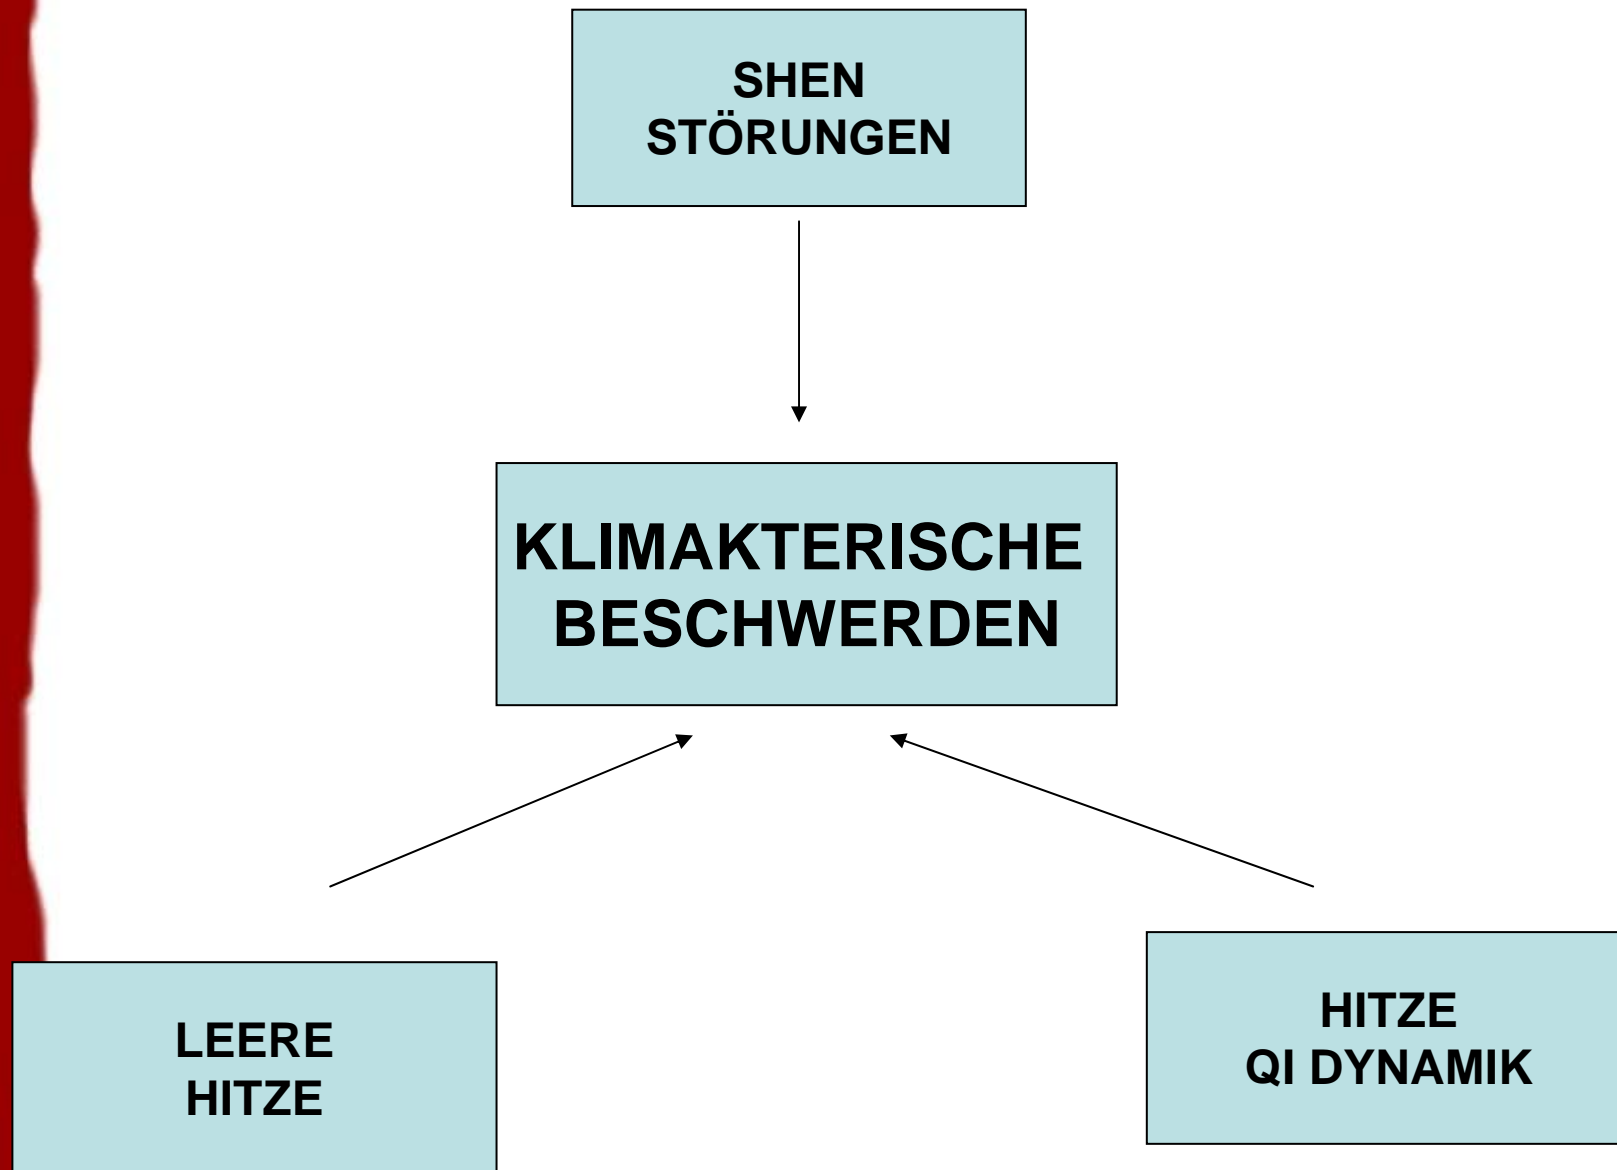 SHEN
STÖRUNGEN
KLIMAKTERISCHE
BESCHWERDEN
LEERE
HITZE
HITZE
QI DYNAMIK